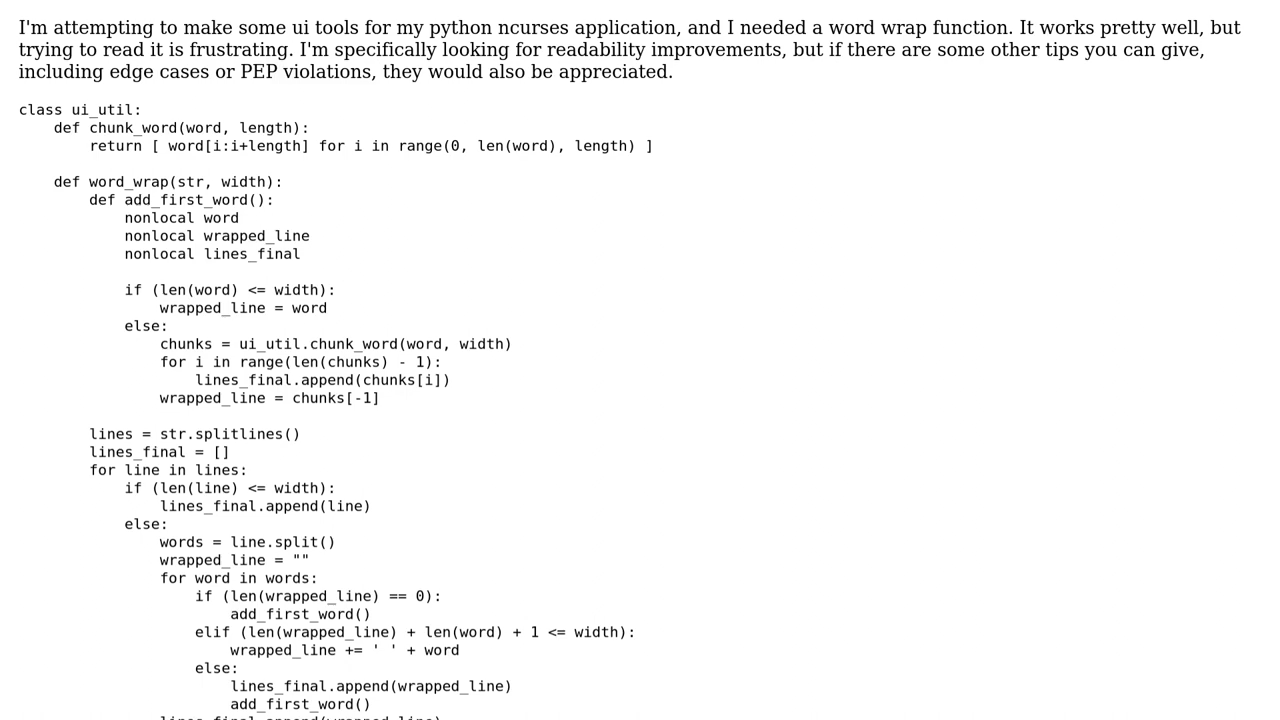 I'm attempting to make some ui tools for my python ncurses application, and I needed a word wrap function. It works pretty well, but
trying to read it is frustrating. I'm specifically looking for readability improvements, but if there are some other tips you can give,
including edge cases or PEP violations, they would also be appreciated.
class ui_util:
    def chunk_word(word, length):
        return [ word[i:i+length] for i in range(0, len(word), length) ]
    def word_wrap(str, width):
        def add_first_word():
            nonlocal word
            nonlocal wrapped_line
            nonlocal lines_final
            if (len(word) <= width):
                wrapped_line = word
            else:
                chunks = ui_util.chunk_word(word, width)
                for i in range(len(chunks) - 1):
                    lines_final.append(chunks[i])
                wrapped_line = chunks[-1]
        lines = str.splitlines()
        lines_final = []
        for line in lines:
            if (len(line) <= width):
                lines_final.append(line)
            else:
                words = line.split()
                wrapped_line = ""
                for word in words:
                    if (len(wrapped_line) == 0):
                        add_first_word()
                    elif (len(wrapped_line) + len(word) + 1 <= width):
                        wrapped_line += ' ' + word
                    else:
                        lines_final.append(wrapped_line)
                        add_first_word()
                lines_final.append(wrapped_line)